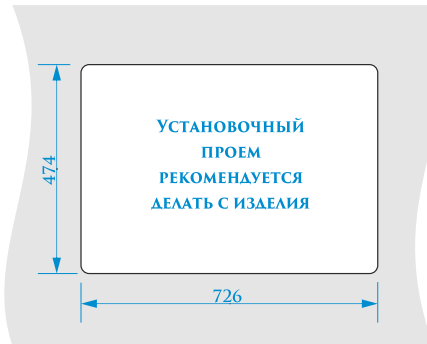 Установочный
проем
рекомендуется
делать с изделия
474
726